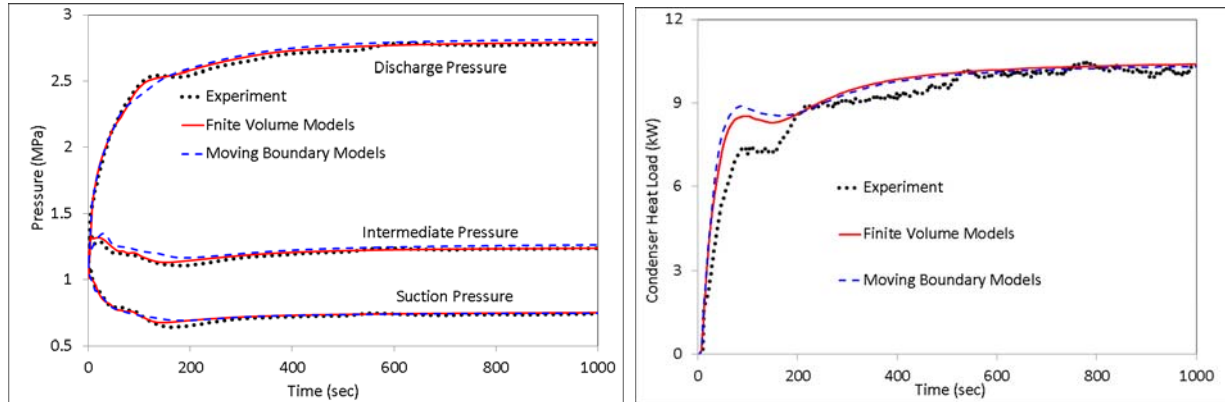 3
2.5
2
1.5
1
0.5
Pressure (MPa)
Discharge Pressure
Experiment
Fnite Volume Models
Moving Boundary Models
Intermediate Pressure
Suction Pressure
0 200 400 600 800 1000
Time (sec)
12
9
6
3
0
Condenser Heat Load (kW)
Experiment
Finite Volume Models
Moving Boundary Models
0 200 400 600 800 1000
Time (sec)